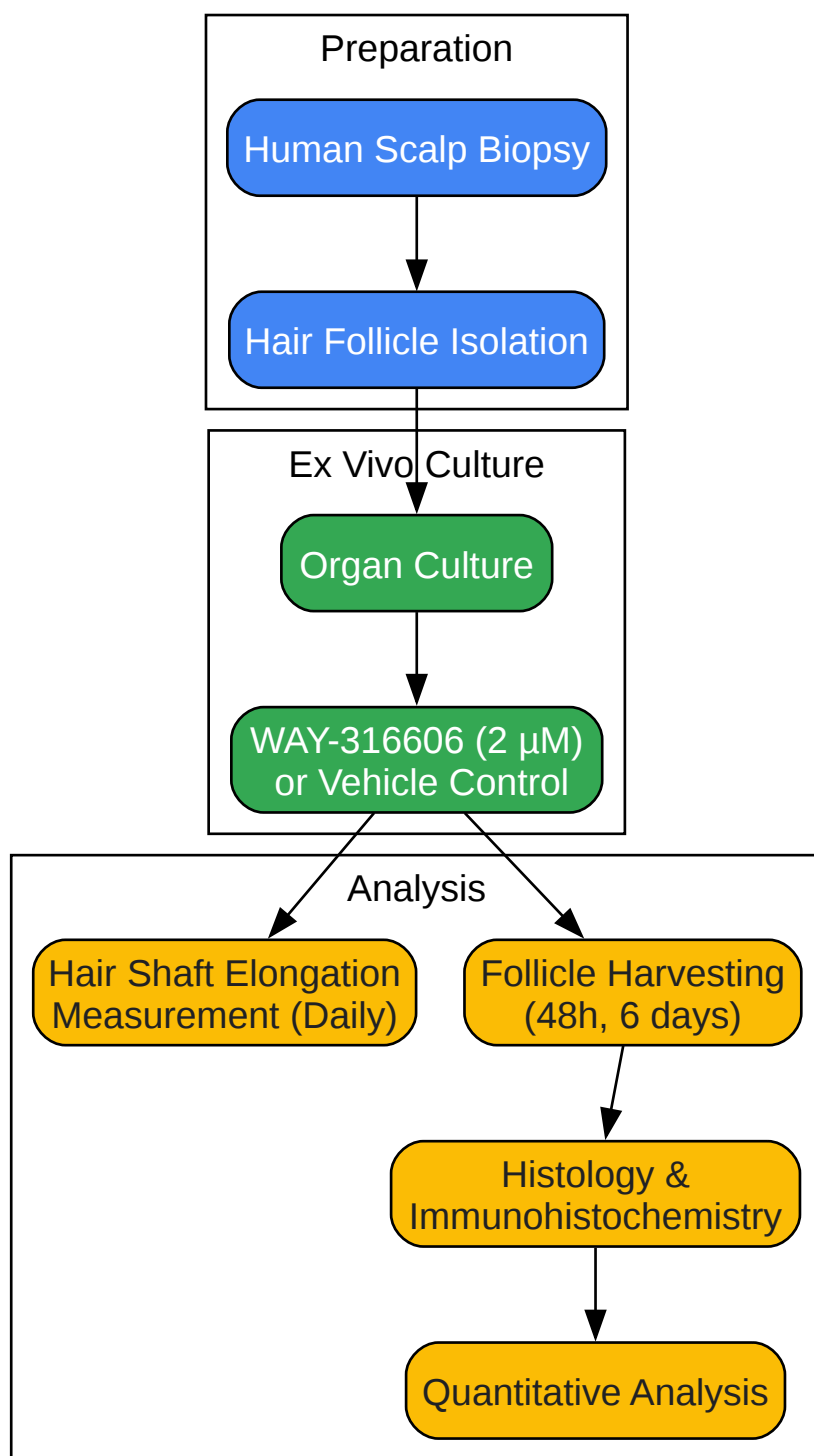 Preparation
Human Scalp Biopsy
Hair Follicle Isolation
Ex Vivo Culture
Organ Culture
WAY-316606 (2 µM)
or Vehicle Control
Analysis
Hair Shaft Elongation
Measurement (Daily)
Follicle Harvesting
(48h, 6 days)
Histology &
Immunohistochemistry
Quantitative Analysis